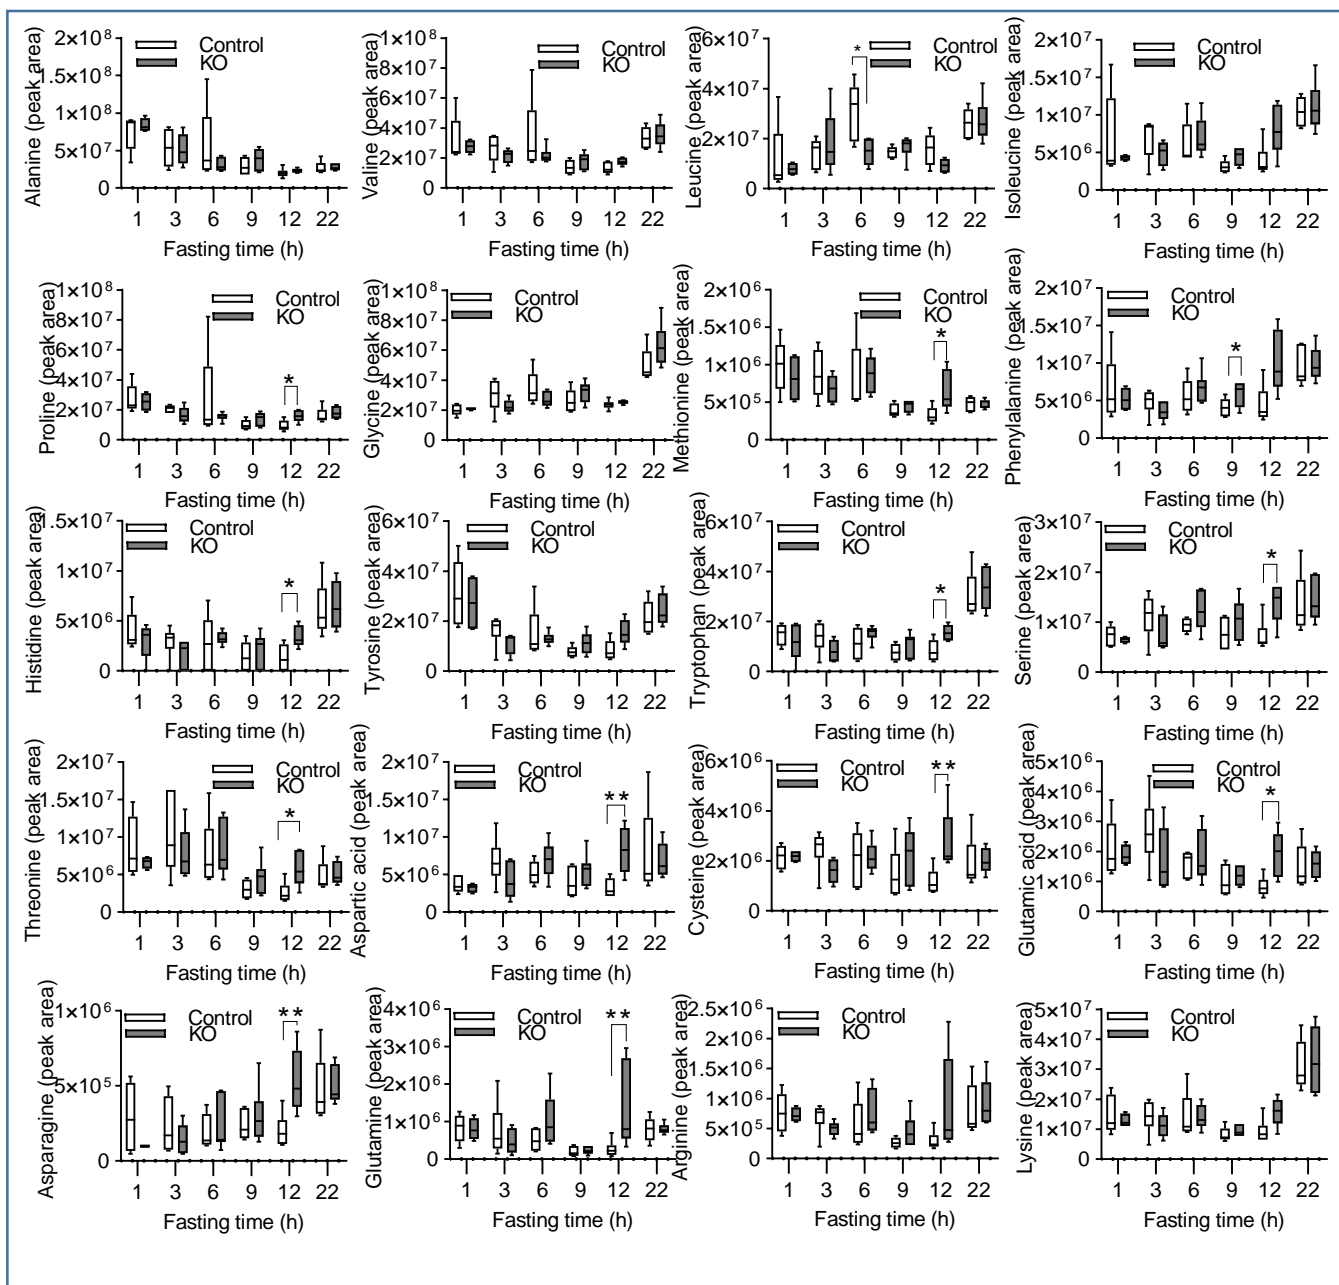 Alanine (peak area)
2×10⁸
1.5×10⁸
1×10⁸
5×10⁷
0
Control
KO
1 3 6 9 12 22
Fasting time (h)
Valine (peak area)
1×10⁸
8×10⁷
6×10⁷
4×10⁷
2×10⁷
0
Control
KO
1 3 6 9 12 22
Fasting time (h)
Leucine (peak area)
6×10⁷
4×10⁷
2×10⁷
0
*
Control
KO
1 3 6 9 12 22
Fasting time (h)
Isoleucine (peak area)
2×10⁷
1.5×10⁷
1×10⁷
5×10⁶
0
Control
KO
1 3 6 9 12 22
Fasting time (h)
Proline (peak area)
1×10⁸
8×10⁷
6×10⁷
4×10⁷
2×10⁷
0
Control
KO
*
1 3 6 9 12 22
Fasting time (h)
Glycine (peak area)
1×10⁸
8×10⁷
6×10⁷
4×10⁷
2×10⁷
0
Control
KO
1 3 6 9 12 22
Fasting time (h)
Methionine (peak area)
2×10⁶
1.5×10⁶
1×10⁶
5×10⁵
0
Control
KO
*
1 3 6 9 12 22
Fasting time (h)
Phenylalanine (peak area)
2×10⁷
1.5×10⁷
1×10⁷
5×10⁶
0
Control
KO
*
1 3 6 9 12 22
Fasting time (h)
Histidine (peak area)
1.5×10⁷
1×10⁷
5×10⁶
0
Control
KO
*
1 3 6 9 12 22
Fasting time (h)
Tyrosine (peak area)
6×10⁷
4×10⁷
2×10⁷
0
Control
KO
1 3 6 9 12 22
Fasting time (h)
Tryptophan (peak area)
6×10⁷
4×10⁷
2×10⁷
0
Control
KO
*
1 3 6 9 12 22
Fasting time (h)
Serine (peak area)
3×10⁷
2×10⁷
1×10⁷
0
Control
KO
*
1 3 6 9 12 22
Fasting time (h)
Threonine (peak area)
2×10⁷
1.5×10⁷
1×10⁷
5×10⁶
0
Control
KO
*
1 3 6 9 12 22
Fasting time (h)
Aspartic acid (peak area)
2×10⁷
1.5×10⁷
1×10⁷
5×10⁶
0
Control
KO
**
1 3 6 9 12 22
Fasting time (h)
Cysteine (peak area)
6×10⁶
4×10⁶
2×10⁶
0
Control
KO
**
1 3 6 9 12 22
Fasting time (h)
Glutamic acid (peak area)
5×10⁶
4×10⁶
3×10⁶
2×10⁶
1×10⁶
0
Control
KO
*
1 3 6 9 12 22
Fasting time (h)
Asparagine (peak area)
1×10⁶
5×10⁵
0
Control
KO
**
1 3 6 9 12 22
Fasting time (h)
Glutamine (peak area)
4×10⁶
3×10⁶
2×10⁶
1×10⁶
0
Control
KO
**
1 3 6 9 12 22
Fasting time (h)
Arginine (peak area)
2.5×10⁶
2×10⁶
1.5×10⁶
1×10⁶
5×10⁵
0
Control
KO
1 3 6 9 12 22
Fasting time (h)
Lysine (peak area)
5×10⁷
4×10⁷
3×10⁷
2×10⁷
1×10⁷
0
Control
KO
1 3 6 9 12 22
Fasting time (h)